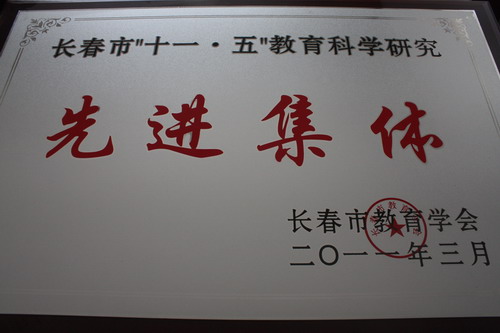 长春市"十一·五"教育科学研究
先进集体
长春市教育学会
二〇一一年三月